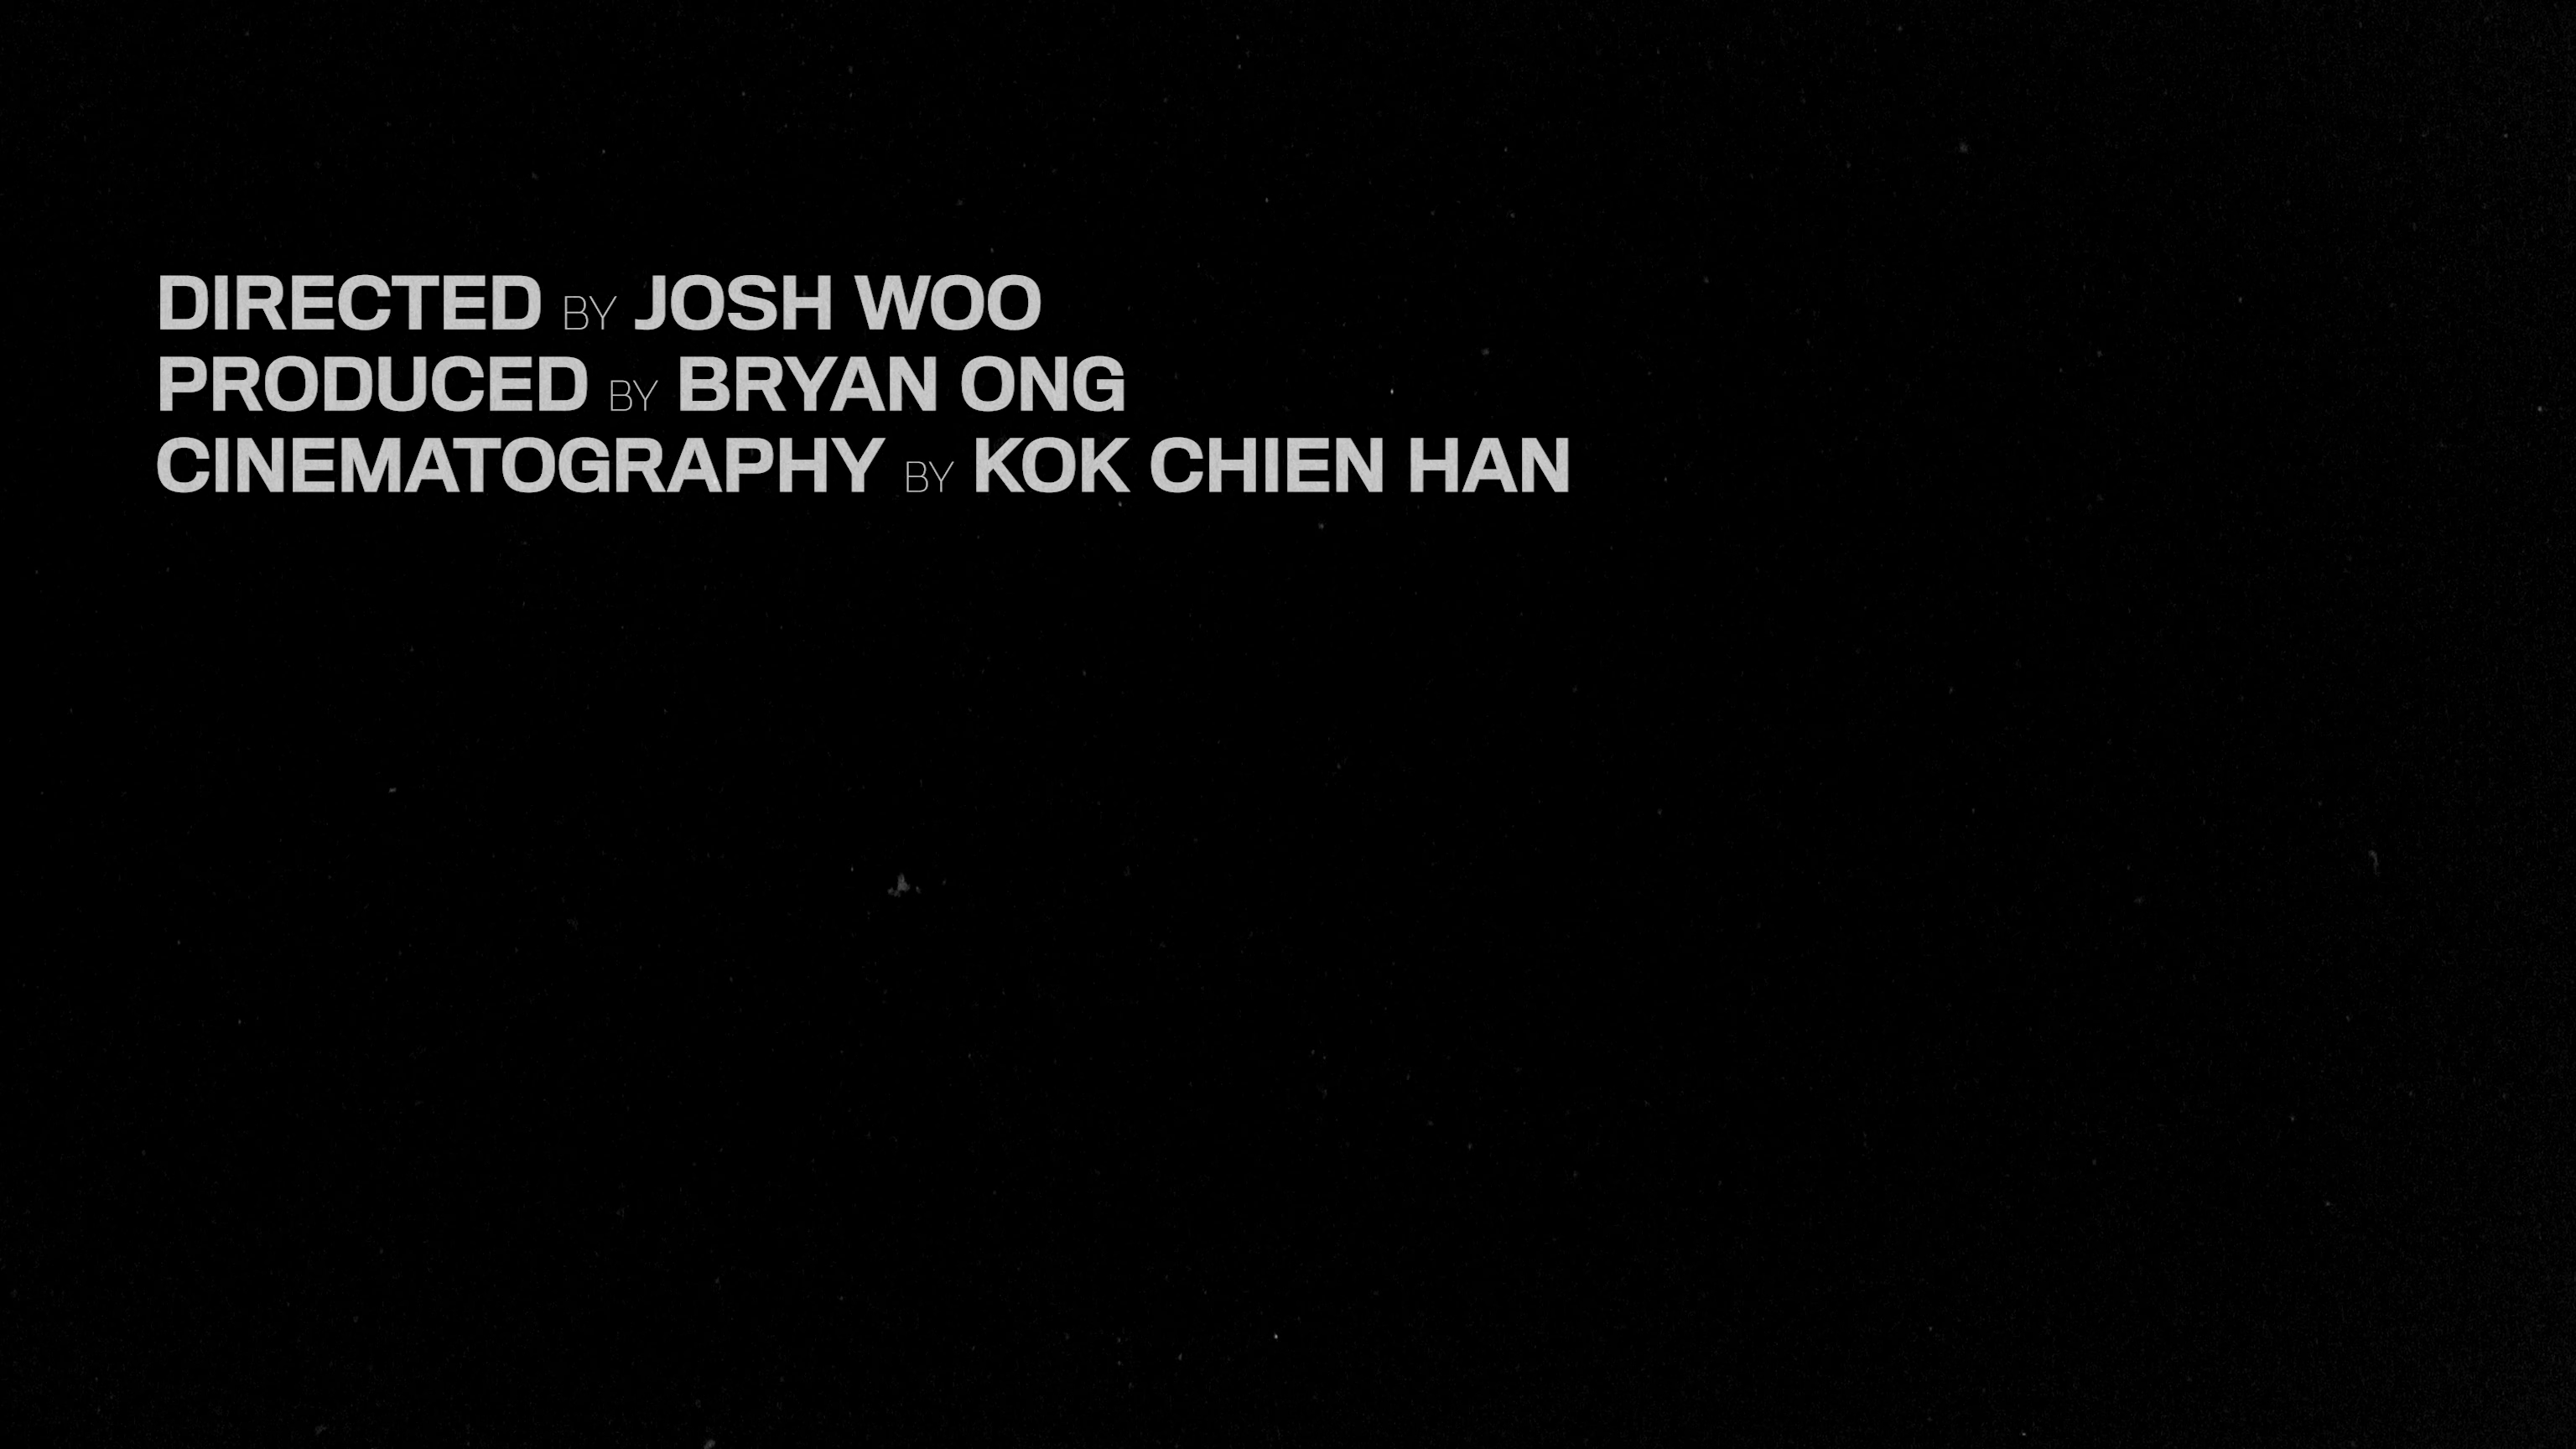 DIRECTED BY JOSH WOO
PRODUCED BY BRYAN ONG
CINEMATOGRAPHY BY KOK CHIEN HAN